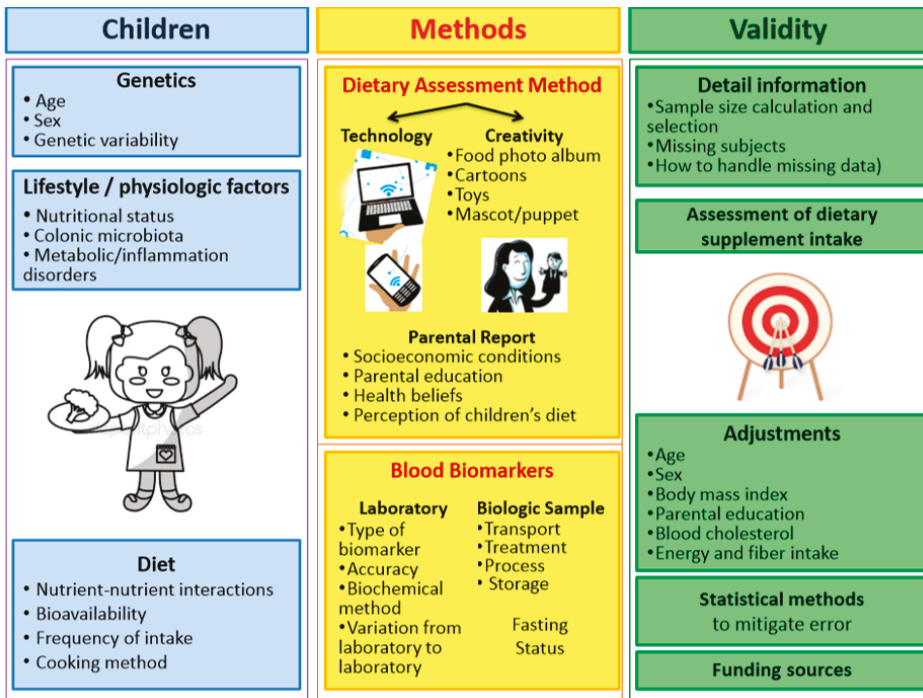 Children
Genetics
• Age
• Sex
• Genetic variability
Lifestyle / physiologic factors
• Nutritional status
• Colonic microbiota
• Metabolic/inflammation
disorders
Diet
• Nutrient-nutrient interactions
• Bioavailability
• Frequency of intake
• Cooking method
Methods
Dietary Assessment Method
Technology
Creativity
•Food photo album
•Cartoons
•Toys
•Mascot/puppet
Parental Report
• Socioeconomic conditions
• Parental education
• Health beliefs
• Perception of children's diet
Blood Biomarkers
Laboratory
•Type of
biomarker
•Accuracy
•Biochemical
method
•Variation from
laboratory to
laboratory
Biologic Sample
•Transport
•Treatment
•Process
• Storage
Fasting
Status
Validity
Detail information
•Sample size calculation and
selection
•Missing subjects
•How to handle missing data)
Assessment of dietary
supplement intake
Adjustments
•Age
•Sex
•Body mass index
•Parental education
•Blood cholesterol
•Energy and fiber intake
Statistical methods
to mitigate error
Funding sources